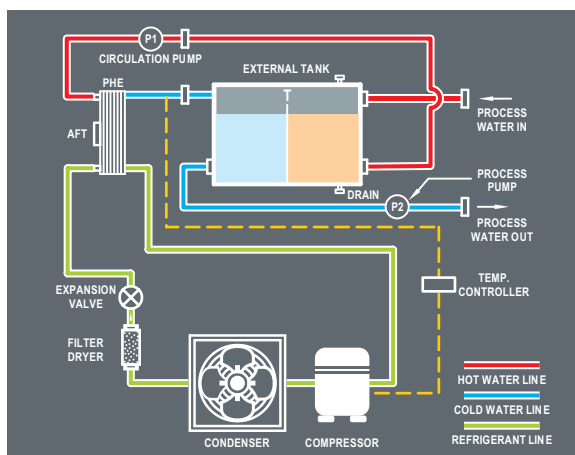 P1
CIRCULATION PUMP
EXTERNAL TANK
PHE
T
PROCESS
WATER IN
AFT
PROCESS
PUMP
DRAIN
P2
PROCESS
WATER OUT
TEMP.
CONTROLLER
EXPANSION
VALVE
FILTER
DRYER
HOT WATER LINE
COLD WATER LINE
CONDENSER
COMPRESSOR
REFRIGERANT LINE